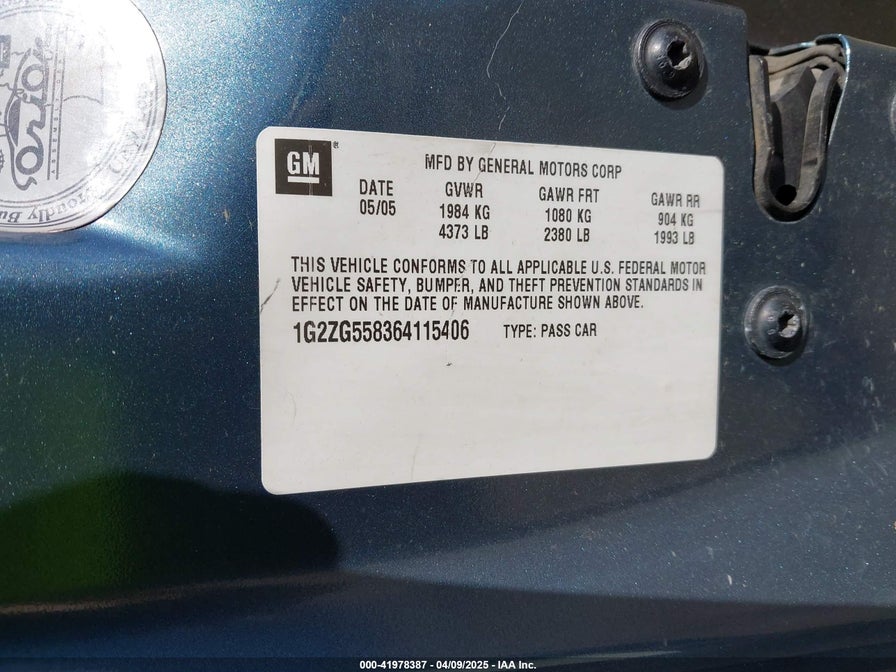 GM
MFD BY GENERAL MOTORS CORP
DATE GVWR GAWR FRT GAWR RR
05/05 1984 KG 1080 KG 904 KG
4373 LB 2380 LB 1993 LB
THIS VEHICLE CONFORMS TO ALL APPLICABLE U.S. FEDERAL MOTOR
VEHICLE SAFETY, BUMPER, AND THEFT PREVENTION STANDARDS IN
EFFECT ON THE DATE OF MANUFACTURE SHOWN ABOVE.
1G2ZG558364115406 TYPE: PASS CAR
000-41978387 | 04/09/2025 - IAA Inc.